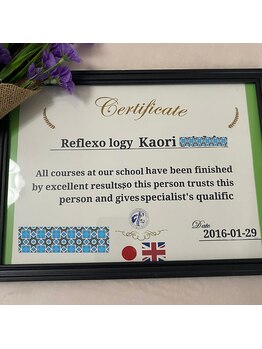 Certificate
Reflexo logy Kaori
All courses at our school have been finished
by excellent results,so this person trusts this
person and gives specialist's qualific
Date
2016-01-29